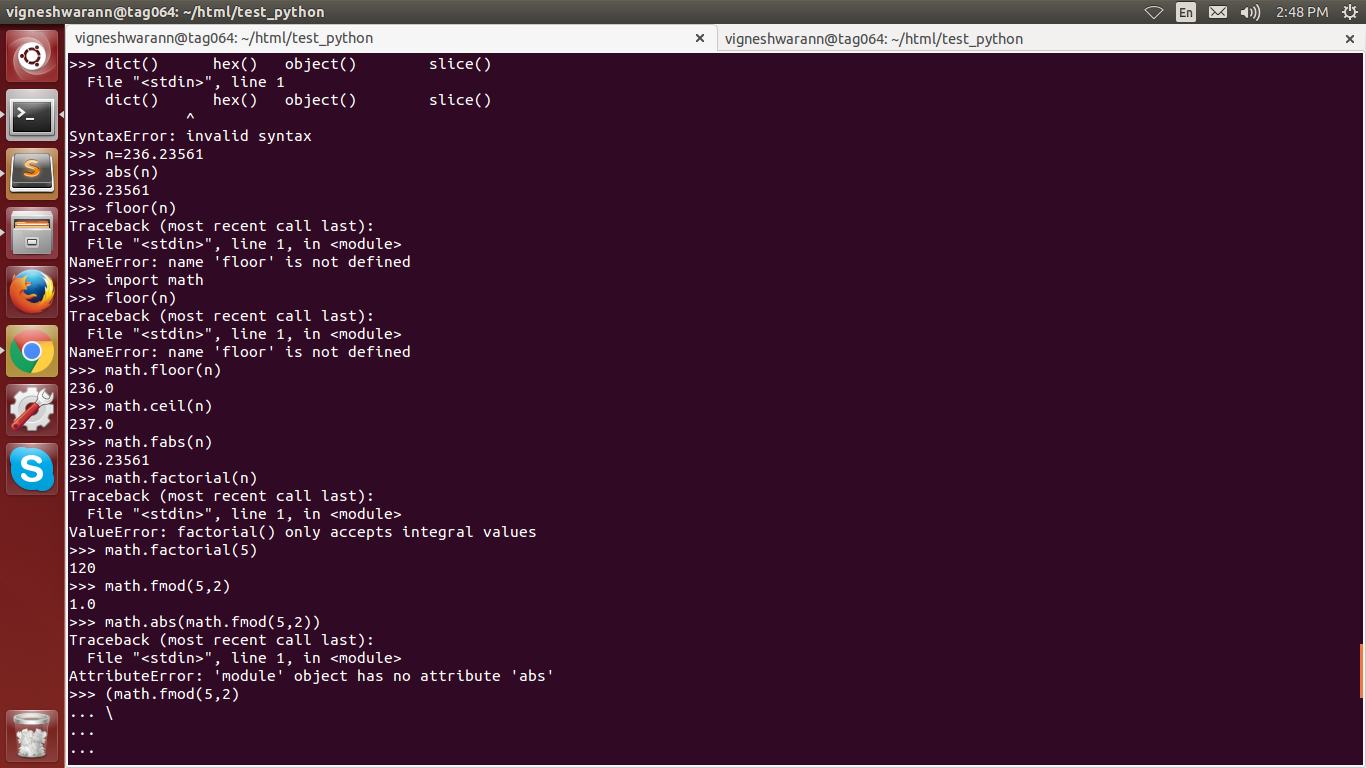 vigneshwarann@tag064: ~/html/test_python
En
2:48 PM
vigneshwarann@tag064: ~/html/test_python
vigneshwarann@tag064: ~/html/test_python
>>> dict()      hex()   object()        slice()
  File "<stdin>", line 1
    dict()      hex()   object()        slice()
             ^
SyntaxError: invalid syntax
>>> n=236.23561
>>> abs(n)
236.23561
>>> floor(n)
Traceback (most recent call last):
  File "<stdin>", line 1, in <module>
NameError: name 'floor' is not defined
>>> import math
>>> floor(n)
Traceback (most recent call last):
  File "<stdin>", line 1, in <module>
NameError: name 'floor' is not defined
>>> math.floor(n)
236.0
>>> math.ceil(n)
237.0
>>> math.fabs(n)
236.23561
>>> math.factorial(n)
Traceback (most recent call last):
  File "<stdin>", line 1, in <module>
ValueError: factorial() only accepts integral values
>>> math.factorial(5)
120
>>> math.fmod(5,2)
1.0
>>> math.abs(math.fmod(5,2))
Traceback (most recent call last):
  File "<stdin>", line 1, in <module>
AttributeError: 'module' object has no attribute 'abs'
>>> (math.fmod(5,2)
... \
...
...